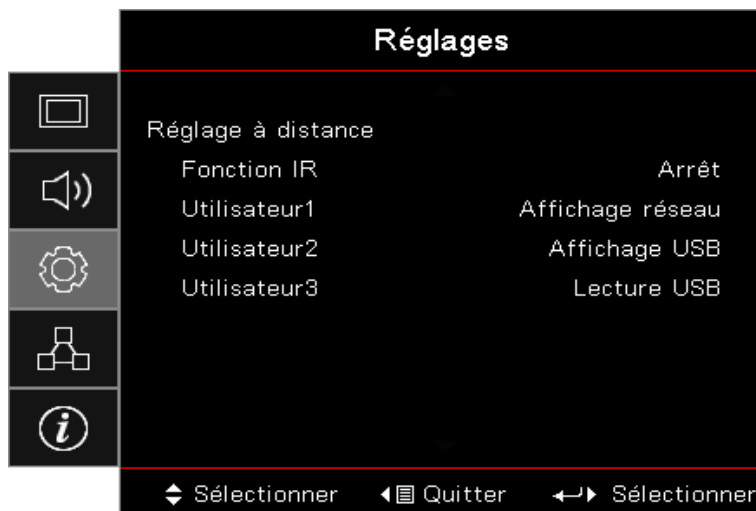 Réglages
Réglage à distance
Fonction IR Arrêt
Utilisateur1 Affichage réseau
Utilisateur2 Affichage USB
Utilisateur3 Lecture USB
Sélectionner Quitter Sélectionner